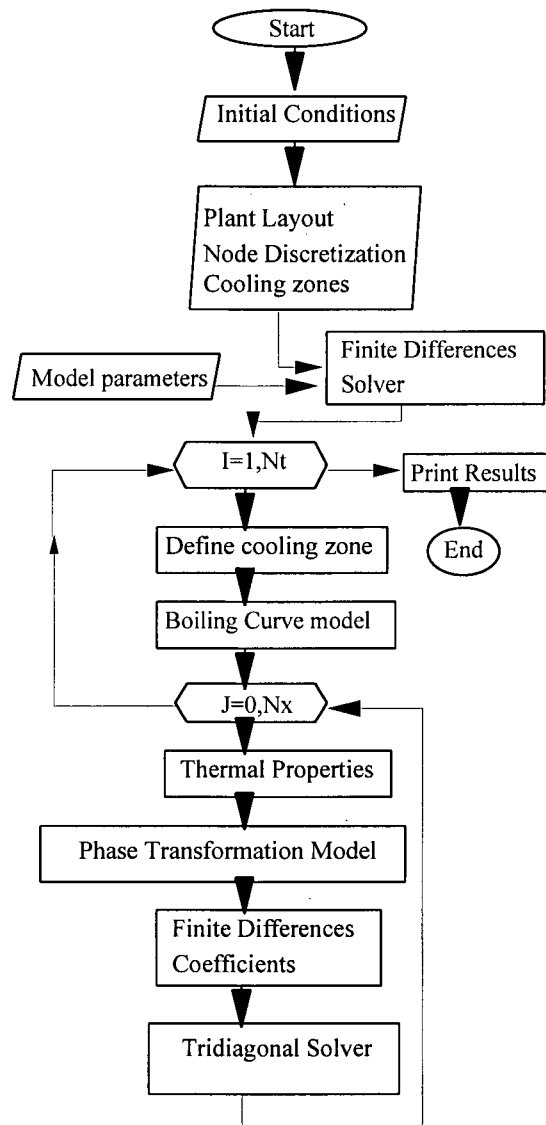 Start
Initial Conditions
Plant Layout
Node Discretization
Cooling zones
Finite Differences
Solver
Model parameters
I=1,Nt
Print Results
Define cooling zone
End
Boiling Curve model
J=0,Nx
Thermal Properties
Phase Transformation Model
Finite Differences
Coefficients
Tridiagonal Solver